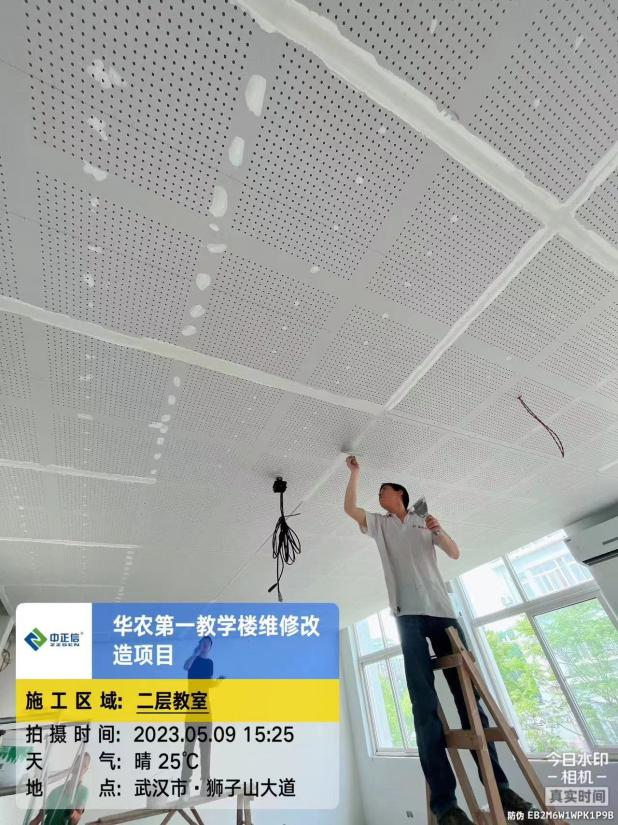 中正信
ZZSEN
华农第一教学楼维修改
造项目
施工区域: 二层教室
拍摄时间: 2023.05.09 15:25
天气: 晴 25℃
地点: 武汉市·狮子山大道
今日水印
相机
真实时间
防伪 EB2M6W1WPK1P9B